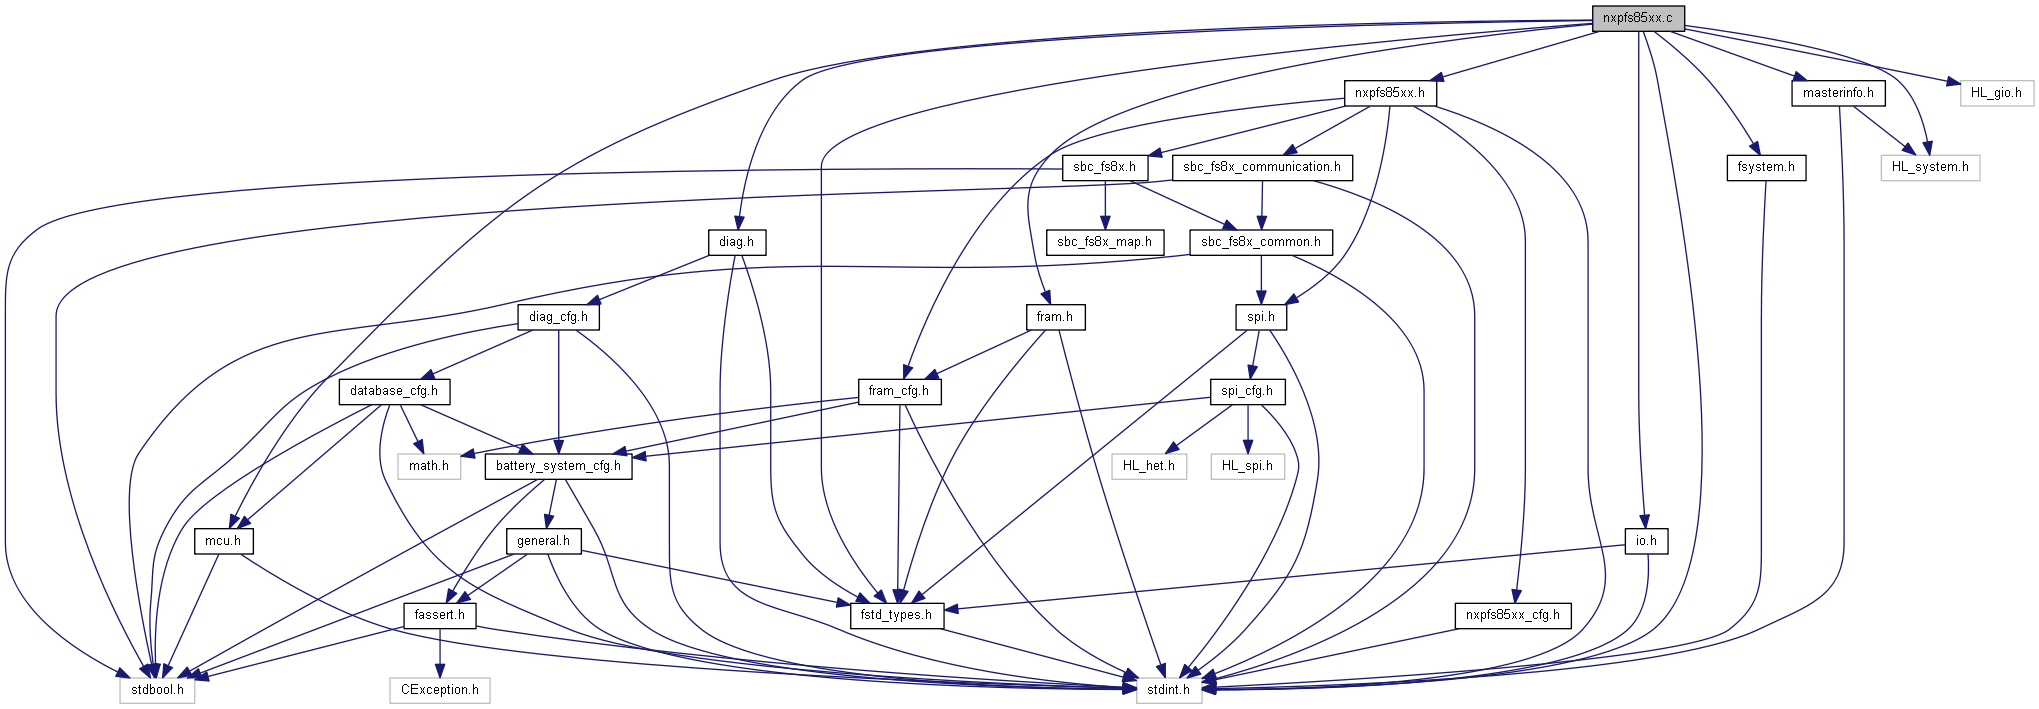 nxpfs85xx.c
nxpfs85xx.h
masterinfo.h
HL_gio.h
sbc_fs8x.h
sbc_fs8x_communication.h
fsystem.h
HL_system.h
diag.h
sbc_fs8x_map.h
sbc_fs8x_common.h
diag_cfg.h
fram.h
spi.h
database_cfg.h
fram_cfg.h
spi_cfg.h
math.h
battery_system_cfg.h
HL_het.h
HL_spi.h
mcu.h
general.h
io.h
fassert.h
fstd_types.h
nxpfs85xx_cfg.h
stdbool.h
CException.h
stdint.h